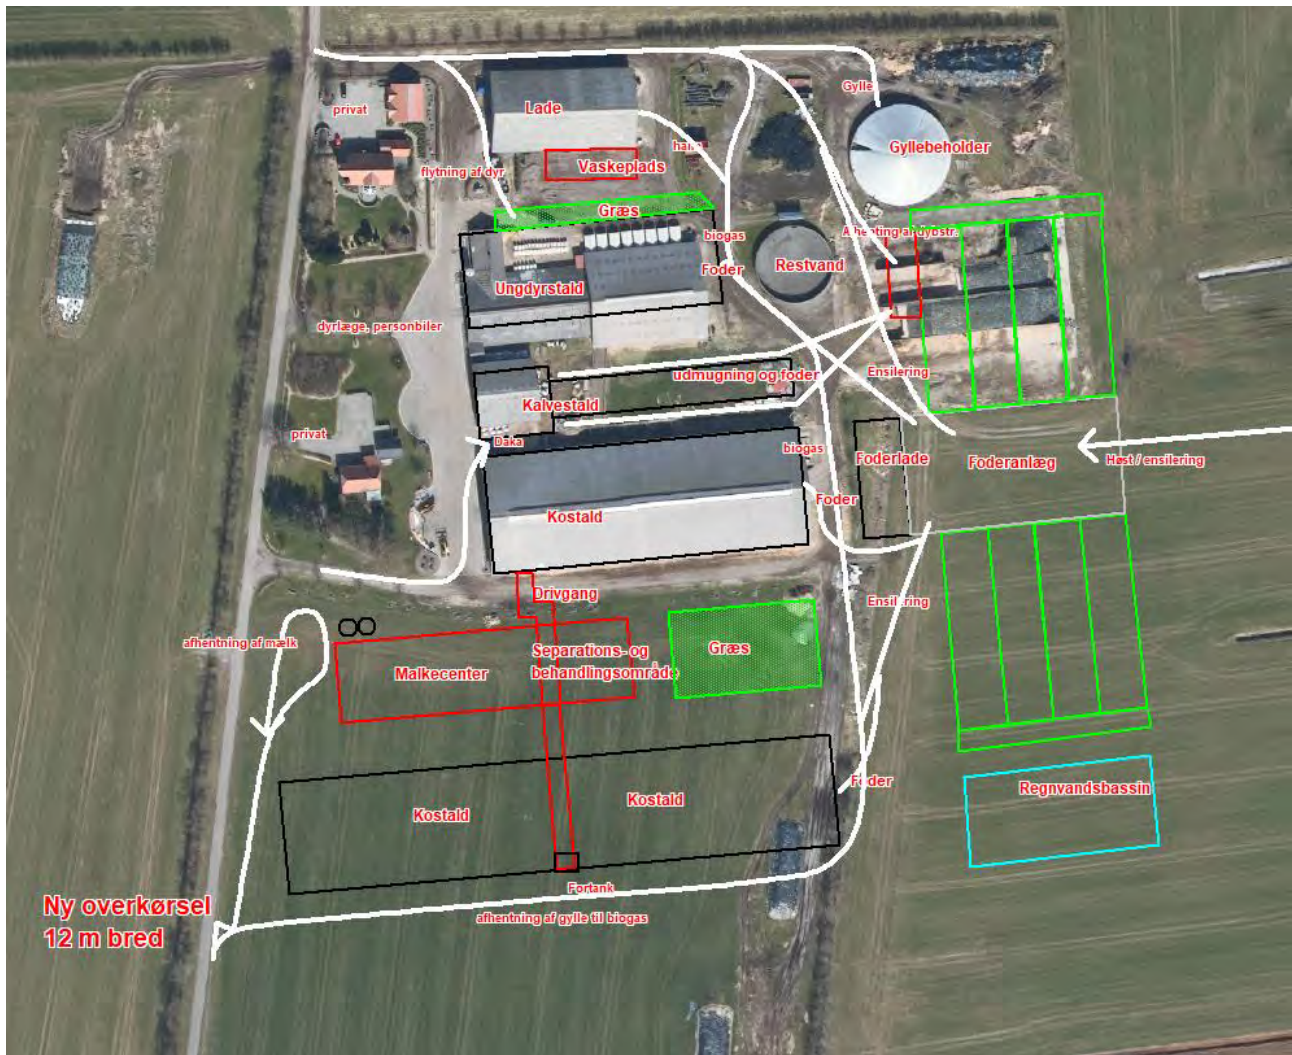 Gylle
Lade
privat
Gyllebeholder
Vaskeplads
flytning af dyr
Græs
biogas
Foder
Restvand
Ungdyrstald
dyrlæge, personbiler
udmugning og foder
Ensilering
Kalvestald
privat
Daka
biogas
Foderlade
Foderanlæg
Høst / ensilering
Foder
Kostald
Drivgang
Ensilering
afhentning af mælk
Separations- og
behandlingsområde
Græs
Malkecenter
Foder
Regnvandsbassin
Kostald
Kostald
Fortank
Ny overkørsel
12 m bred
afhentning af gylle til biogas